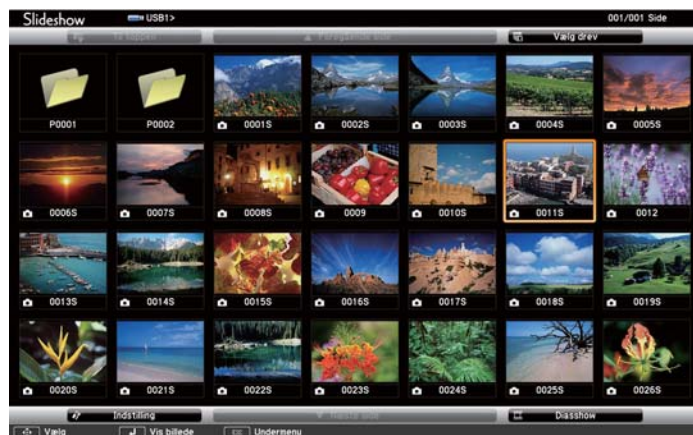 Slideshow USB1> 001/001 Side
Til toppen ▲ Foregående side Vælg drev
P0001 P0002 0001S 0002S 0003S 0004S 0005S
0006S 0007S 0008S 0009 0010S 0011S 0012
0013S 0014S 0015S 0016S 0017S 0018S 0019S
0020S 0021S 0022S 0023S 0024S 0025S 0026S
Indstilling ▼ Næste side Diasshow
Vælg Vis billede Esc Undermenu